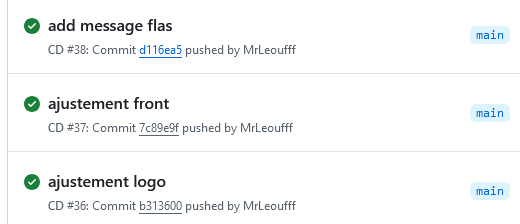 add message flas
main
CD #38: Commit d116ea5 pushed by MrLeoufff
ajustement front
main
CD #37: Commit 7c89e9f pushed by MrLeoufff
ajustement logo
main
CD #36: Commit b313600 pushed by MrLeoufff